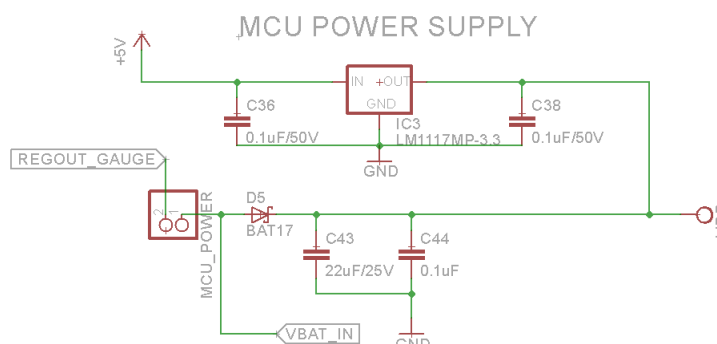 MCU POWER SUPPLY
+5V
IN
+OUT
GND
C36
0.1uF/50V
IC3
LM1117MP-3.3
C38
0.1uF/50V
GND
REGOUT_GAUGE
2
1
MCU_POWER
D5
BAT17
C43
22uF/25V
C44
0.1uF
VBAT_IN
GND